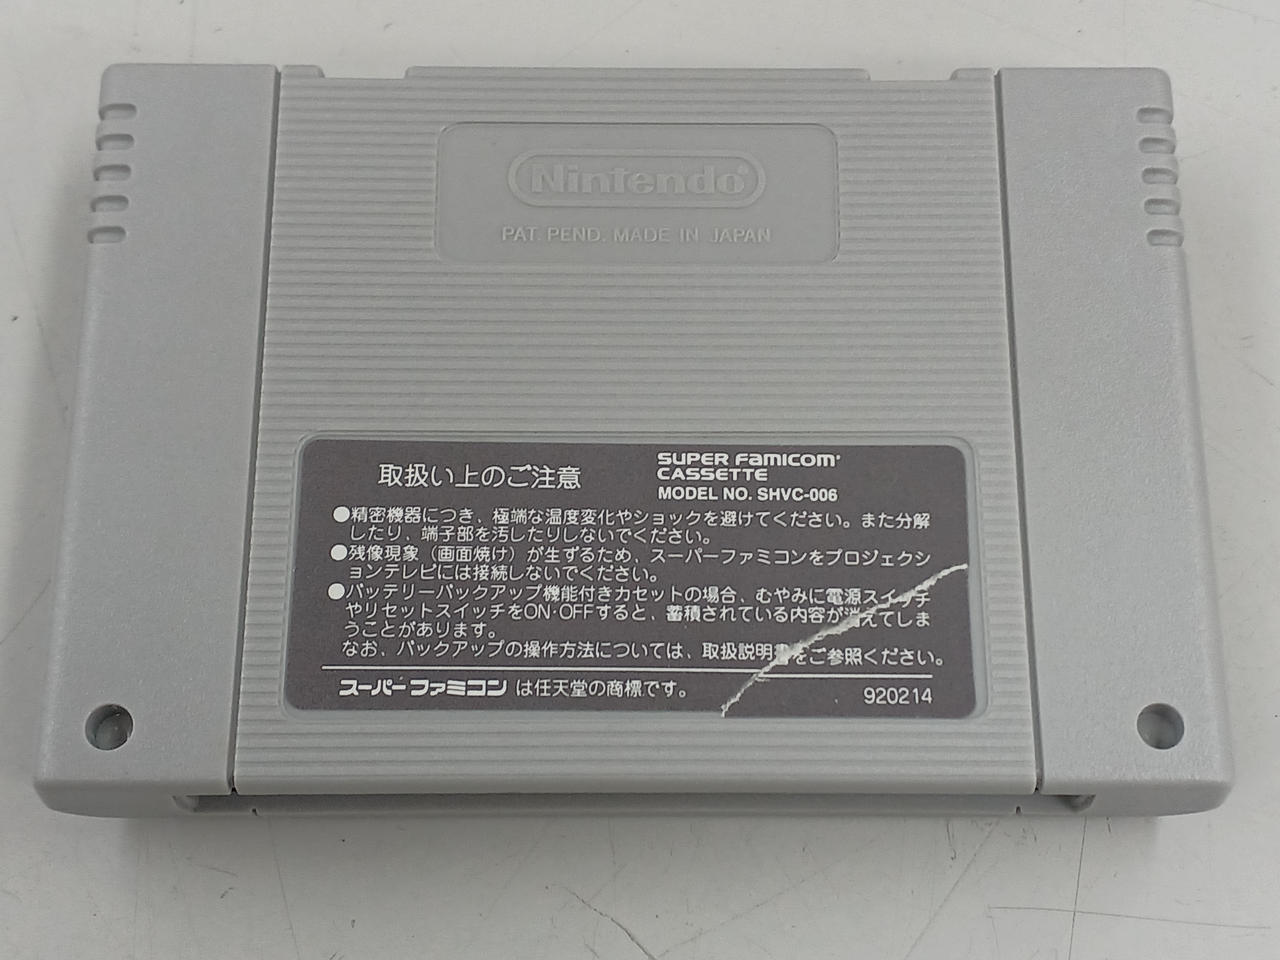 Nintendo®
PAT. PEND. MADE IN JAPAN
取扱い上のご注意
SUPER FAMICOM®
CASSETTE
MODEL NO. SHVC-006
●精密機器につき、極端な温度変化やショックを避けてください。また分解
したり、端子部を汚したりしないでください。
●残像現象（画面焼け）が生ずるため、スーパーファミコンをプロジェクシ
ョンテレビには接続しないでください。
●バッテリーバックアップ機能付きカセットの場合、むやみに電源スイッチ
やリセットスイッチをON・OFFすると、蓄積されている内容が消えてしま
うことがあります。
なお、バックアップの操作方法については、取扱説明書をご参照ください。
スーパーファミコン は任天堂の商標です。
920214